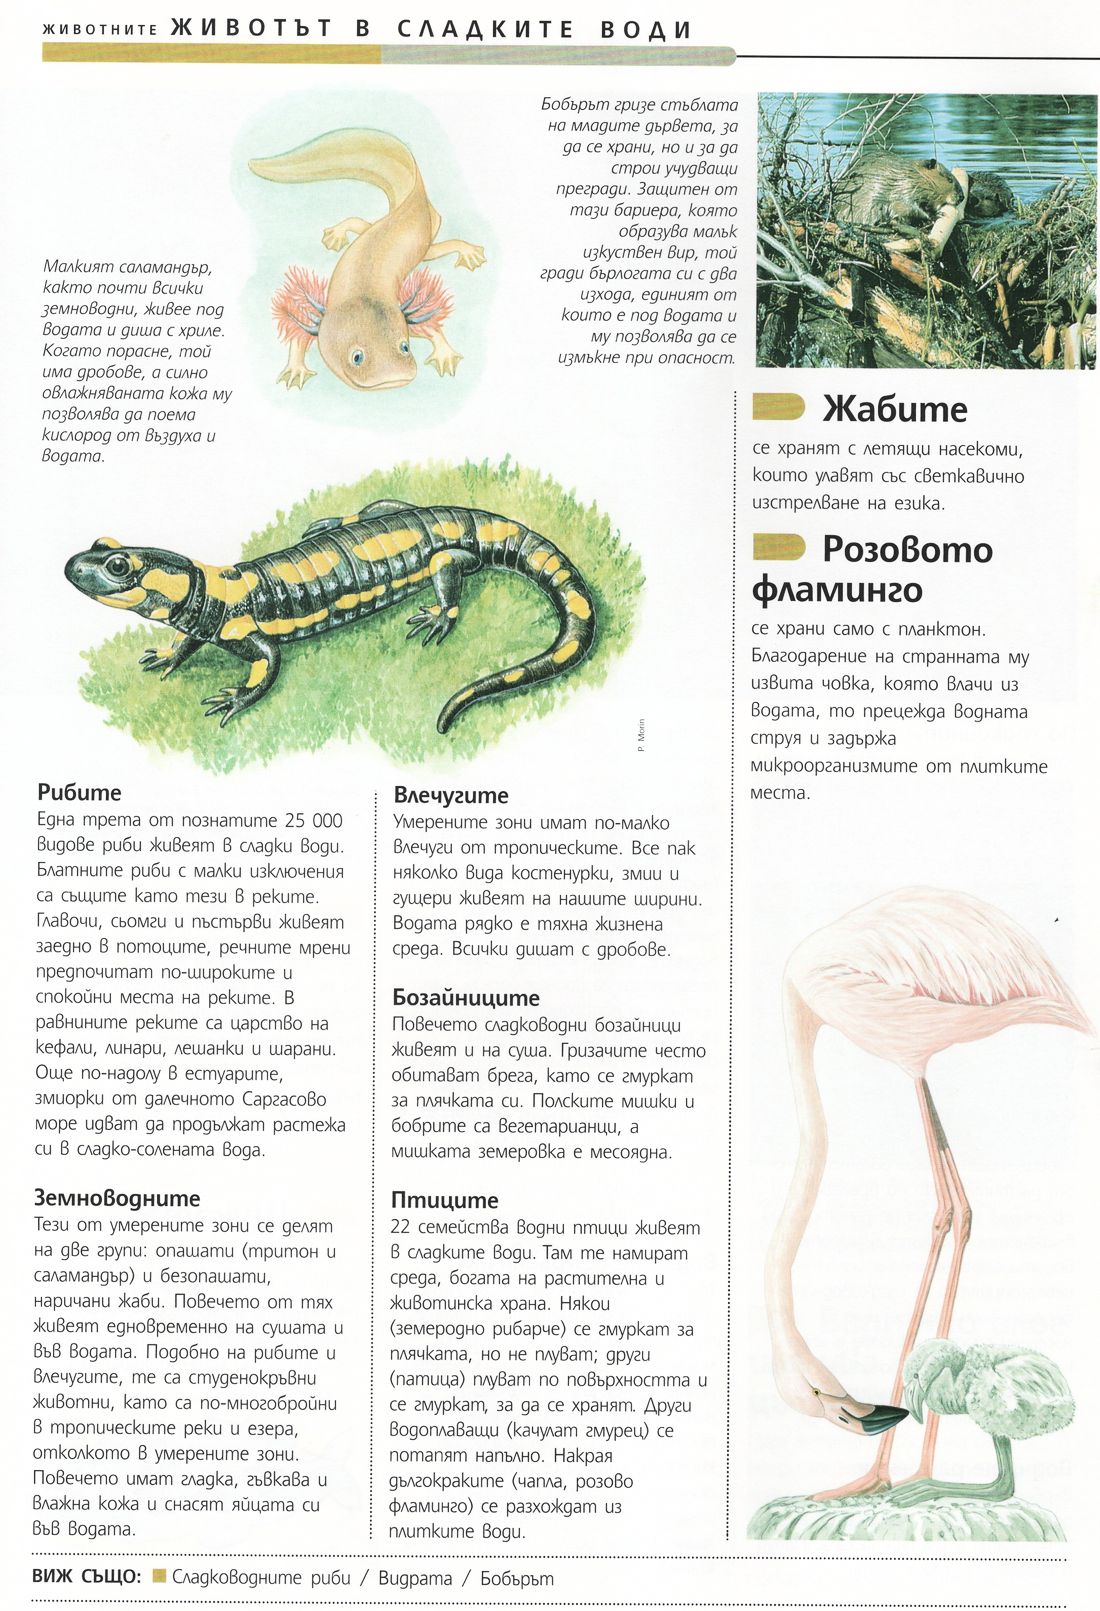 ЖИВОТНИТЕ ЖИВОТЪТ В СЛАДКИТЕ ВОДИ
Малкият саламандър,
както почти всички
земноводни, живее под
водата и диша с хриле.
Когато порасне, той
има дробове, а силно
овлажняваната кожа му
позволява да поема
кислород от въздуха и
водата.
Бобърът гризе стъблата
на младите дървета, за
да се храни, но и за да
строи учудващи
прегради. Защитен от
тази бариера, която
образува малък
изкуствен вир, той
гради бърлогата си с два
изхода, единият от
които е под водата и
му позволява да се
измъкне при опасност.
P. Morin
Рибите
Една трета от познатите 25 000
видове риби живеят в сладки води.
Блатните риби с малки изключения
са същите като тези в реките.
Главочи, сьомги и пъстърви живеят
заедно в потоците, речните мрени
предпочитат по-широките и
спокойни места на реките. В
равнините реките са царство на
кефали, линари, лешанки и шарани.
Още по-надолу в естуарите,
змиорки от далечното Саргасово
море идват да продължат растежа
си в сладко-солената вода.
Земноводните
Тези от умерените зони се делят
на две групи: опашати (тритон и
саламандър) и безопашати,
наричани жаби. Повечето от тях
живеят едновременно на сушата и
във водата. Подобно на рибите и
влечугите, те са студенокръвни
животни, като са по-многобройни
в тропическите реки и езера,
отколкото в умерените зони.
Повечето имат гладка, гъвкава и
влажна кожа и снасят яйцата си
във водата.
Влечугите
Умерените зони имат по-малко
влечуги от тропическите. Все пак
няколко вида костенурки, змии и
гущери живеят на нашите ширини.
Водата рядко е тяхна жизнена
среда. Всички дишат с дробове.
Бозайниците
Повечето сладководни бозайници
живеят и на суша. Гризачите често
обитават брега, като се гмуркат
за плячката си. Полските мишки и
бобрите са вегетарианци, а
мишката земеровка е месоядна.
Птиците
22 семейства водни птици живеят
в сладките води. Там те намират
среда, богата на растителна и
животинска храна. Някои
(земеродно рибарче) се гмуркат за
плячката, но не плуват; други
(патица) плуват по повърхността и
се гмуркат, за да се хранят. Други
водоплаващи (качулат гмурец) се
потапят напълно. Накрая
дългокраките (чапла, розово
фламинго) се разхождат из
плитките води.
Жабите
се хранят с летящи насекоми,
които улавят със светкавично
изстрелване на езика.
Розовото
фламинго
се храни само с планктон.
Благодарение на странната му
извита човка, която влачи из
водата, то прецежда водната
струя и задържа
микроорганизмите от плитките
места.
ВИЖ СЪЩО: Сладководните риби / Видрата / Бобърът